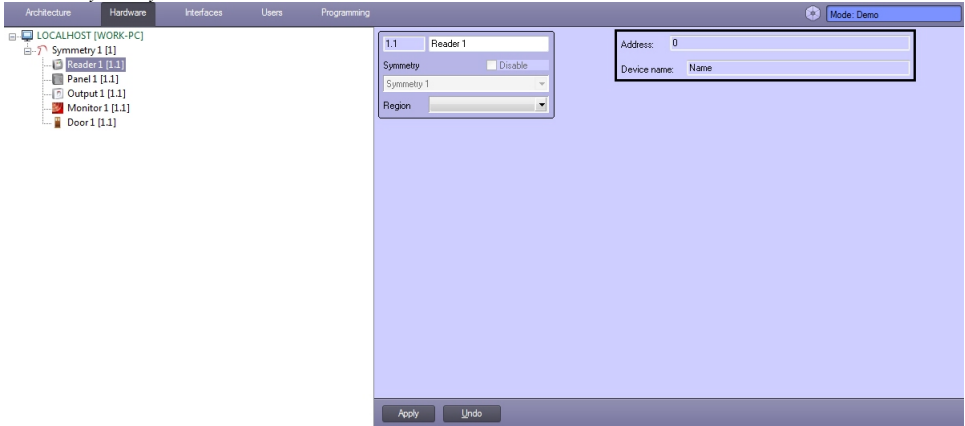 Architecture Hardware Interfaces Users Programming Mode: Demo
LOCALHOST [WORK-PC]
Symmetry 1 [1]
Reader 1 [1.1]
Panel 1 [1.1]
Output 1 [1.1]
Monitor 1 [1.1]
Door 1 [1.1]
1.1 Reader 1
Symmetry Disable
Symmetry 1
Region
Address: 0
Device name: Name
Apply Undo